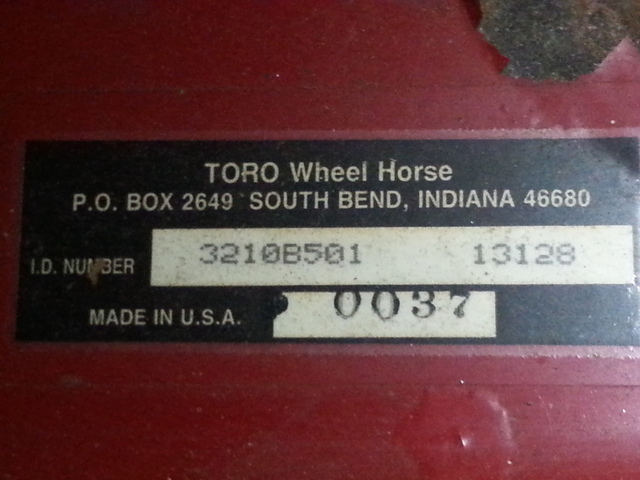 TORO Wheel Horse
P.O. BOX 2649 SOUTH BEND, INDIANA 46680
I.D. NUMBER 3210B501 13128
MADE IN U.S.A. 0037